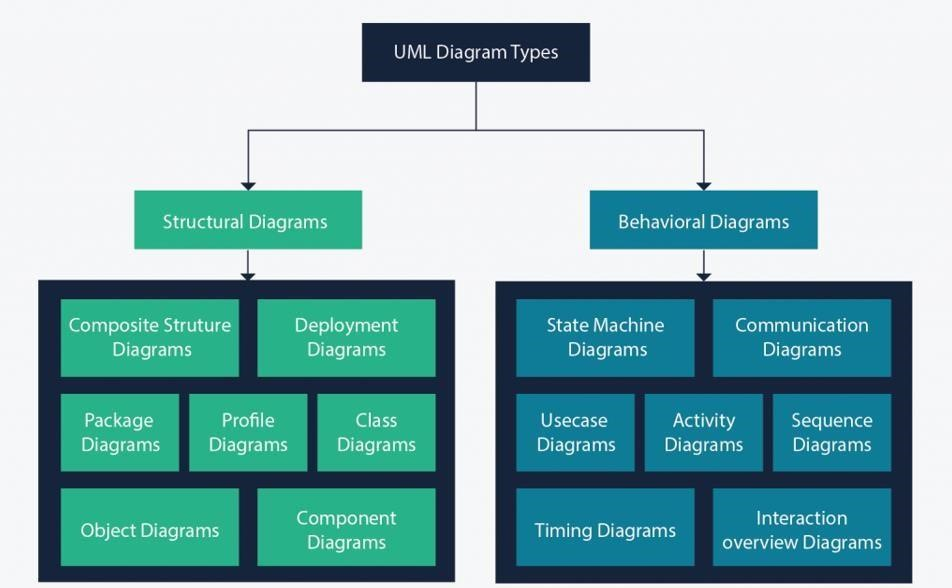 UML Diagram Types
Structural Diagrams
Behavioral Diagrams
Composite Struture
Diagrams
Deployment
Diagrams
Package
Diagrams
Profile
Diagrams
Class
Diagrams
Object Diagrams
Component
Diagrams
State Machine
Diagrams
Communication
Diagrams
Usecase
Diagrams
Activity
Diagrams
Sequence
Diagrams
Timing Diagrams
Interaction
overview Diagrams